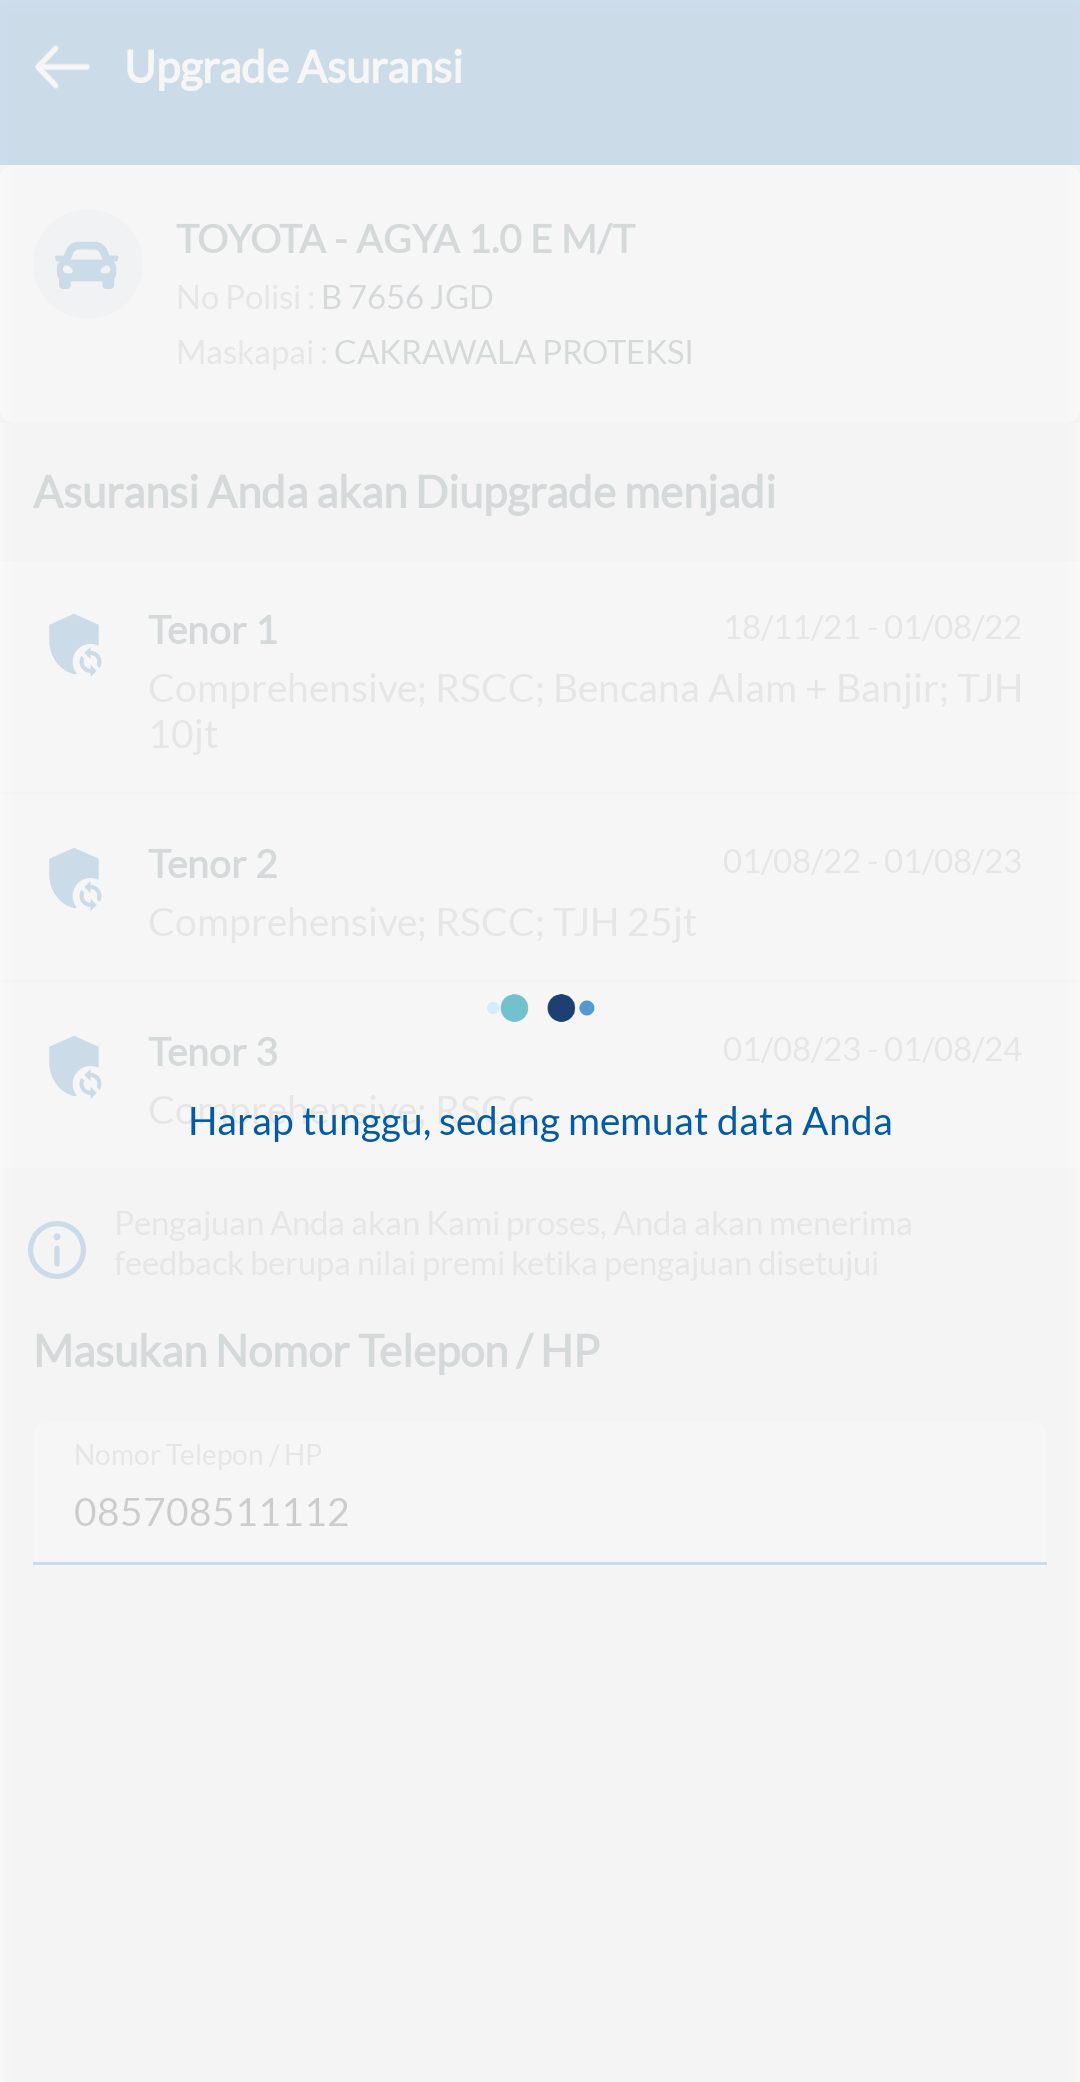 Upgrade Asuransi
TOYOTA - AGYA 1.0 E M/T
No Polisi : B 7656 JGD
Maskapai : CAKRAWALA PROTEKSI
Asuransi Anda akan Diupgrade menjadi
Tenor 1 18/11/21 - 01/08/22
Comprehensive; RSCC; Bencana Alam + Banjir; TJH
10jt
Tenor 2 01/08/22 - 01/08/23
Comprehensive; RSCC; TJH 25jt
Tenor 3 01/08/23 - 01/08/24
Comprehensive; RSCC
Harap tunggu, sedang memuat data Anda
Pengajuan Anda akan Kami proses, Anda akan menerima
feedback berupa nilai premi ketika pengajuan disetujui
Masukan Nomor Telepon / HP
Nomor Telepon / HP
085708511112